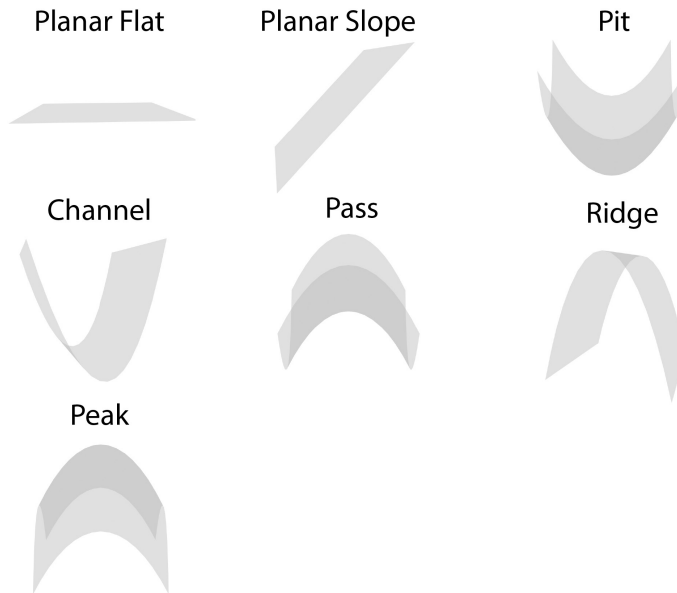 Planar Flat
Planar Slope
Pit
Channel
Pass
Ridge
Peak